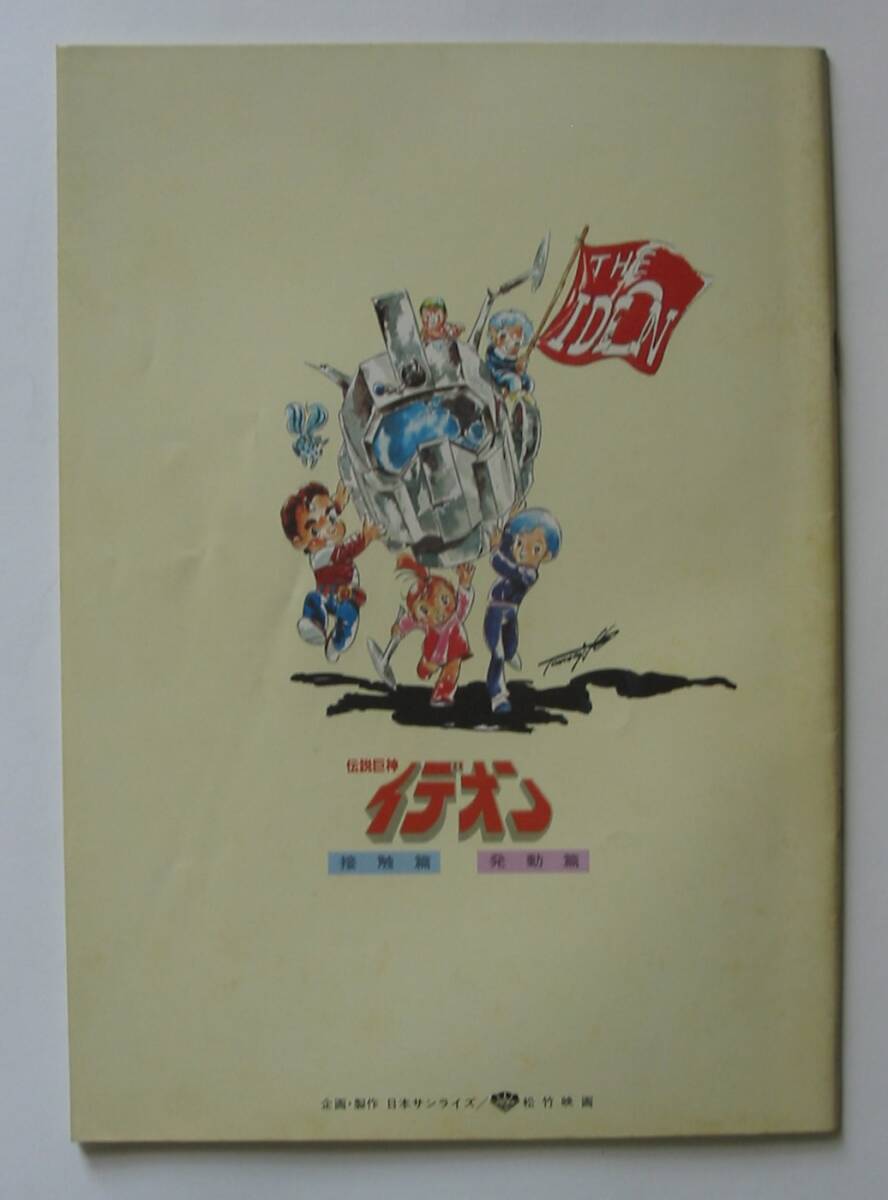 THE
IDEON
伝説巨神
イデオン
接触篇 発動篇
企画・製作 日本サンライズ／松竹映画